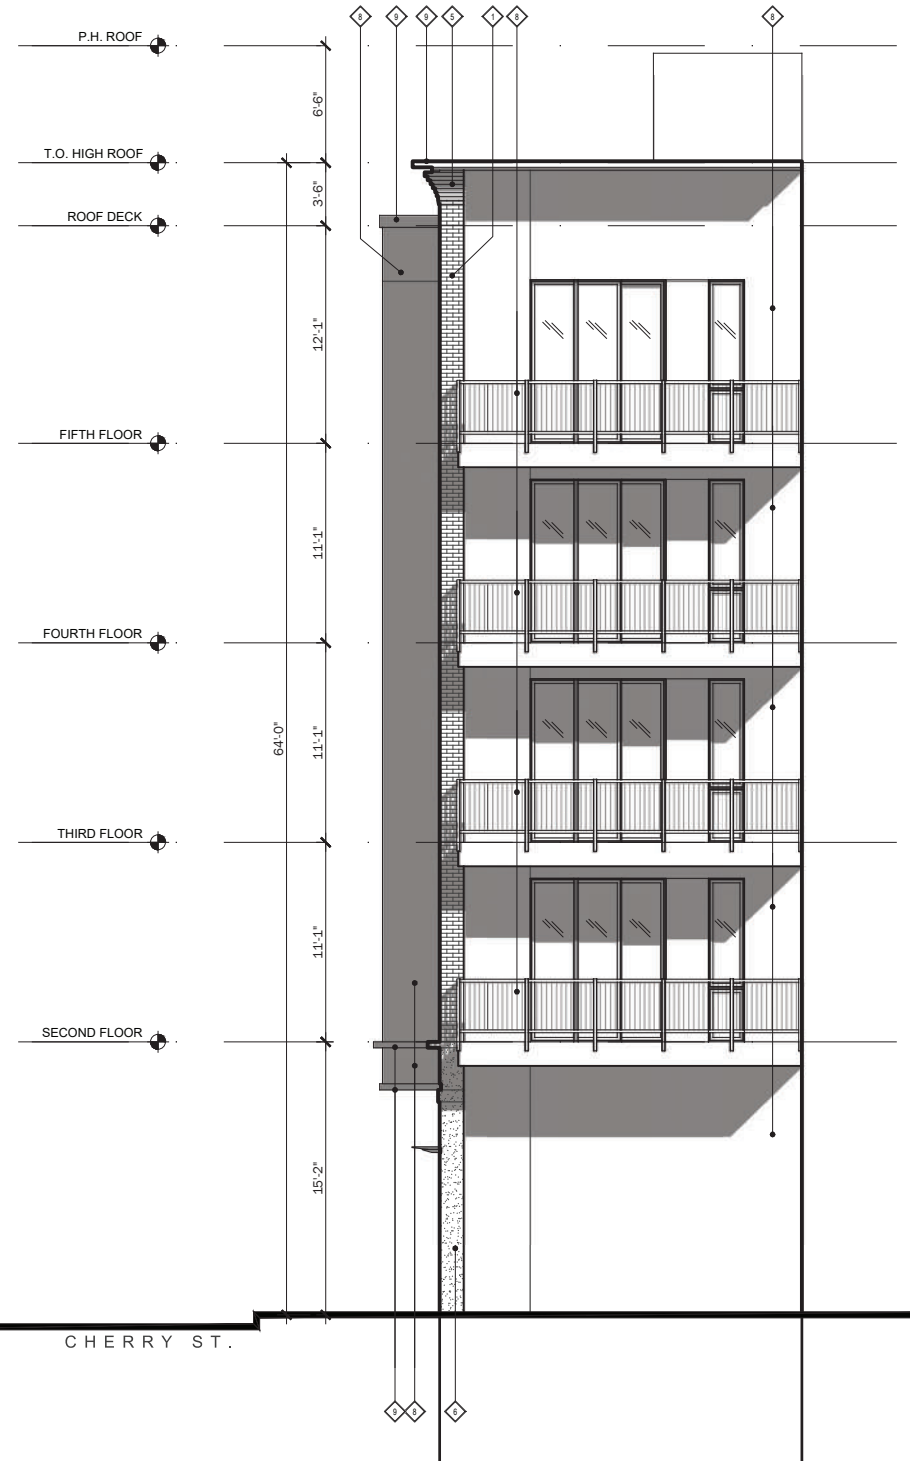 8 9 9 5 1 8 8
P.H. ROOF
6'-6"
T.O. HIGH ROOF
3'-6"
ROOF DECK
12'-1"
FIFTH FLOOR
11'-1"
FOURTH FLOOR
64'-0"
11'-1"
THIRD FLOOR
11'-1"
SECOND FLOOR
15'-2"
CHERRY ST.
9 8 6